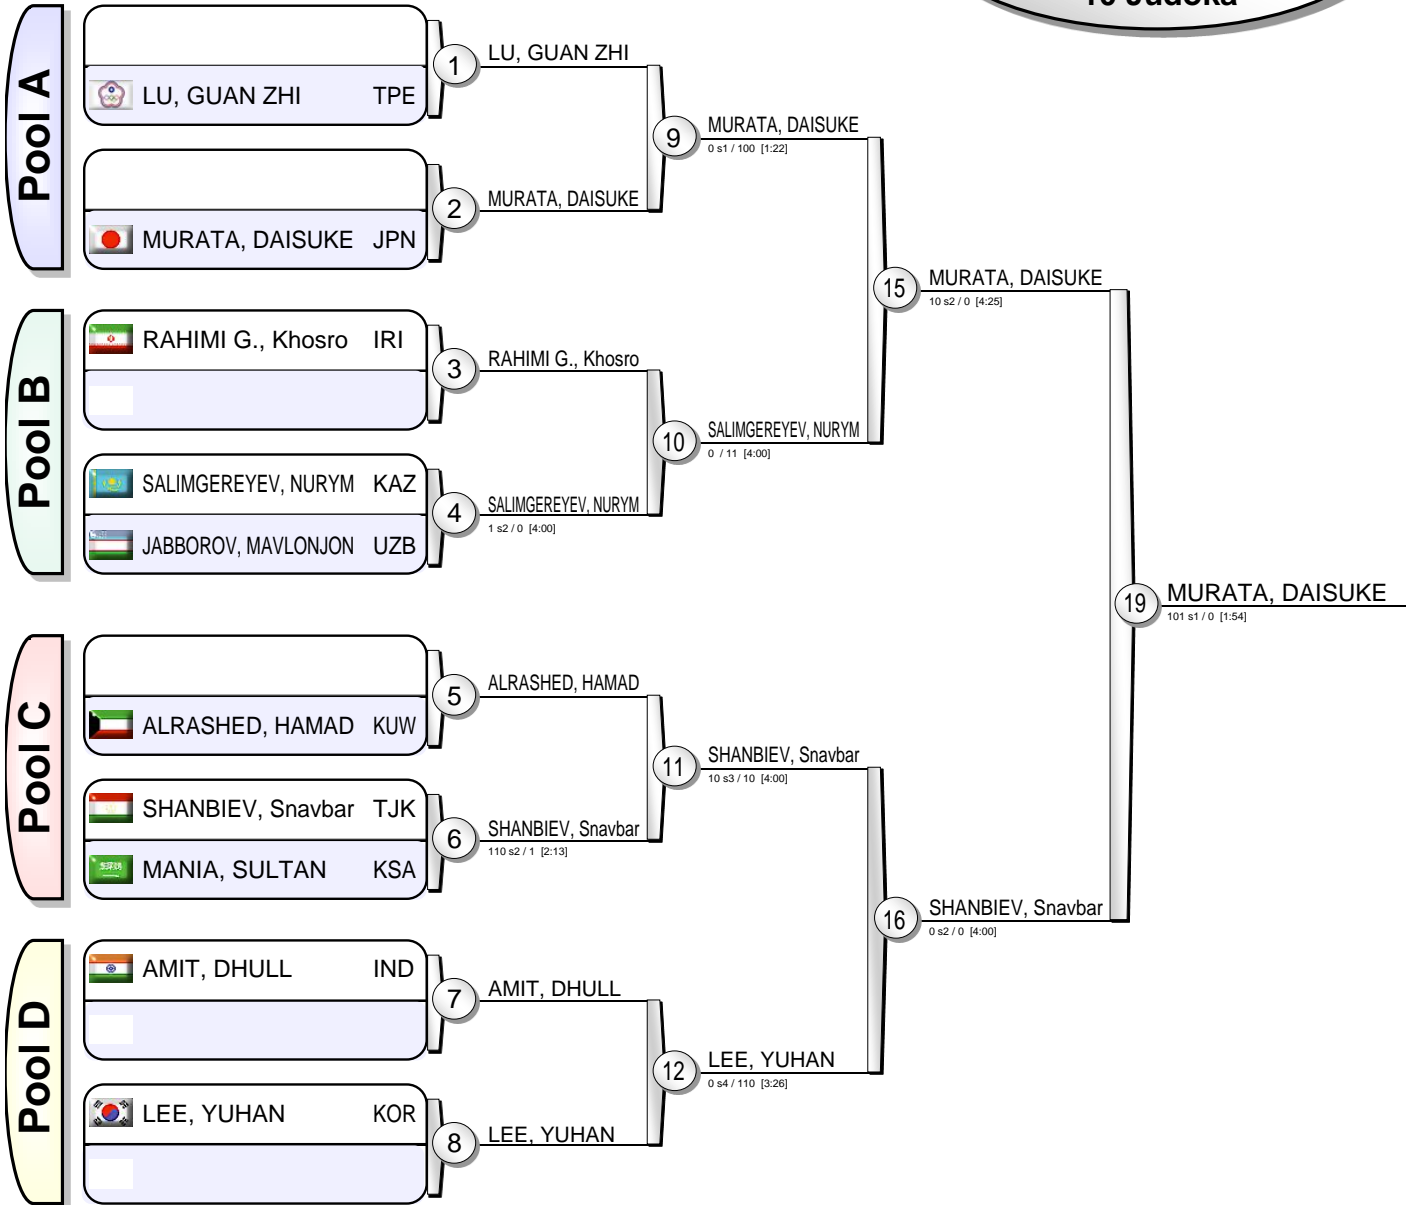 10 Judoka
Pool A
LU, GUAN ZHI TPE
MURATA, DAISUKE JPN
1
LU, GUAN ZHI
2
MURATA, DAISUKE
9
MURATA, DAISUKE
0 s1 / 100 [1:22]
Pool B
RAHIMI G., Khosro IRI
SALIMGEREYEV, NURYM KAZ
JABBOROV, MAVLONJON UZB
3
RAHIMI G., Khosro
4
SALIMGEREYEV, NURYM
1 s2 / 0 [4:00]
10
SALIMGEREYEV, NURYM
0 / 11 [4:00]
15
MURATA, DAISUKE
10 s2 / 0 [4:25]
Pool C
ALRASHED, HAMAD KUW
SHANBIEV, Snavbar TJK
MANIA, SULTAN KSA
5
ALRASHED, HAMAD
6
SHANBIEV, Snavbar
110 s2 / 1 [2:13]
11
SHANBIEV, Snavbar
10 s3 / 10 [4:00]
Pool D
AMIT, DHULL IND
LEE, YUHAN KOR
7
AMIT, DHULL
8
LEE, YUHAN
12
LEE, YUHAN
0 s4 / 110 [3:26]
16
SHANBIEV, Snavbar
0 s2 / 0 [4:00]
19
MURATA, DAISUKE
101 s1 / 0 [1:54]